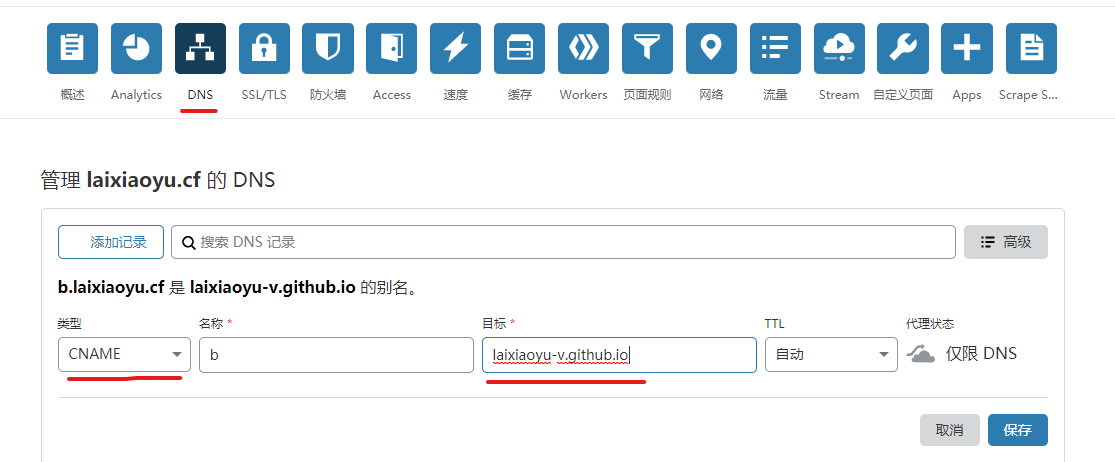 概述 Analytics DNS SSL/TLS 防火墙 Access 速度 缓存 Workers 页面规则 网络 流量 Stream 自定义页面 Apps Scrape S...
管理 laixiaoyu.cf 的 DNS
添加记录 搜索 DNS 记录 高级
b.laixiaoyu.cf 是 laixiaoyu-v.github.io 的别名。
类型 名称 * 目标 * TTL 代理状态
CNAME b laixiaoyu-v.github.io 自动 仅限 DNS
取消 保存